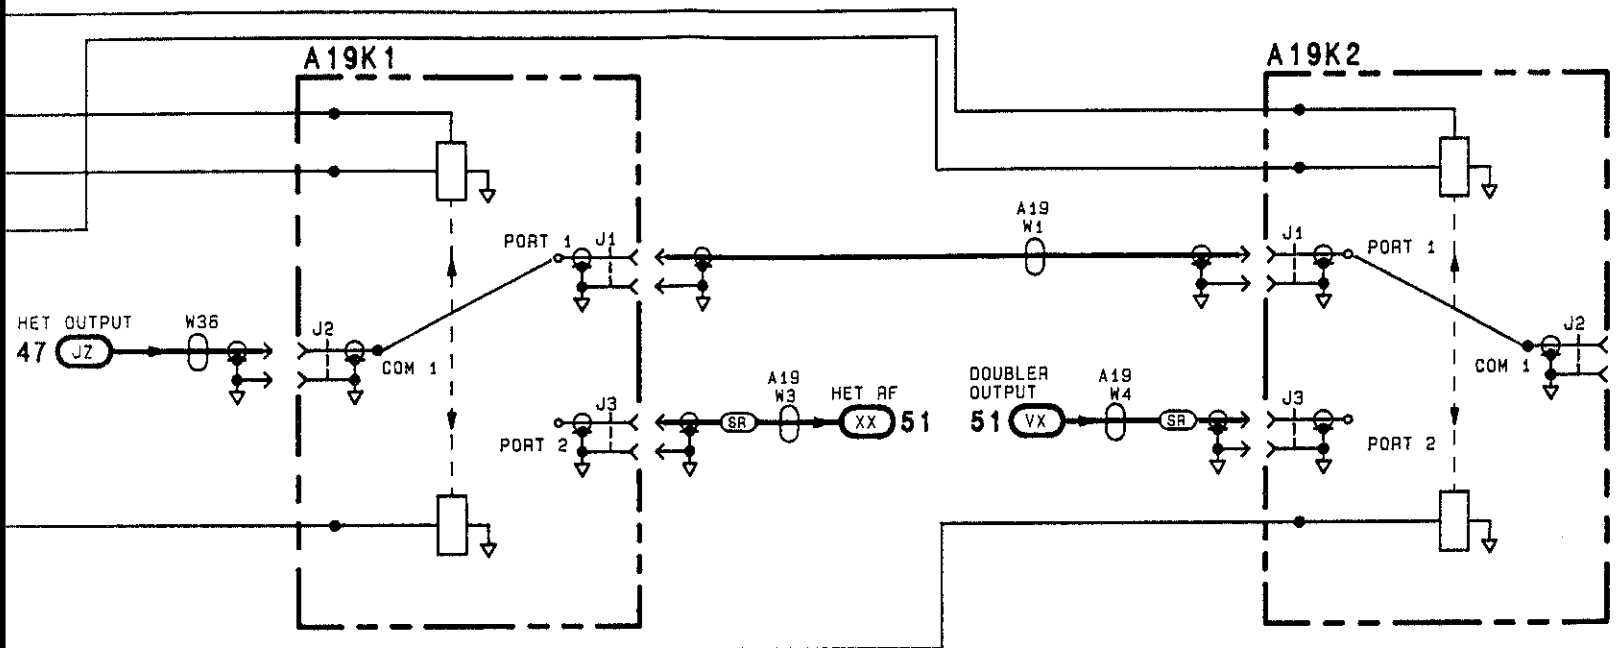 A19K1
A19K2
A19
W1
PORT 1
J1
J1
PORT 1
HET OUTPUT
47
JZ
W36
J2
COM 1
J2
COM 1
J3
PORT 2
SR
A19
W3
HET RF
XX
51
DOUBLER
OUTPUT
51
VX
A19
W4
SR
J3
PORT 2